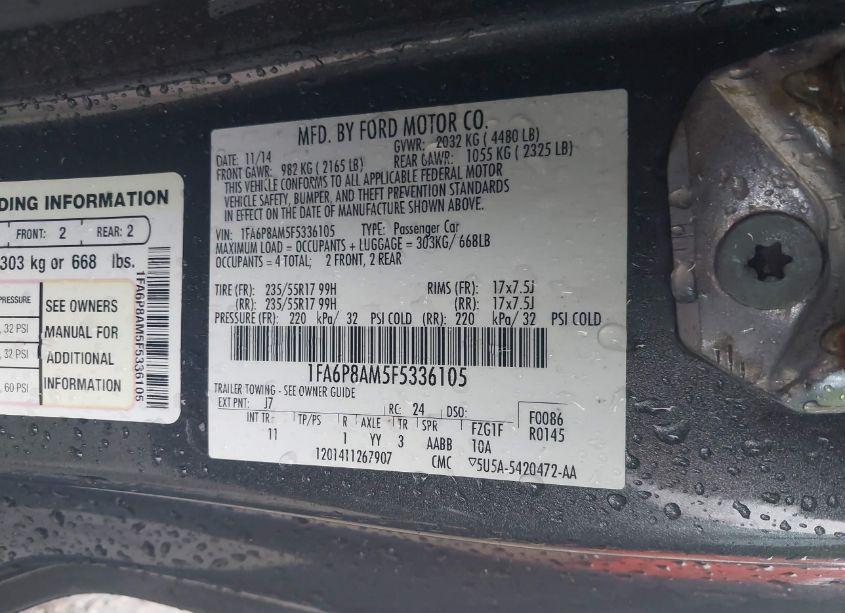 DING INFORMATION
FRONT: 2 REAR: 2
303 kg or 668 lbs.
PRESSURE
, 32 PSI
, 32 PSI
, 60 PSI
SEE OWNERS
MANUAL FOR
ADDITIONAL
INFORMATION
1FA6P8AM5F5336105
MFD. BY FORD MOTOR CO.
DATE: 11/14 GVWR: 2032 KG ( 4480 LB)
FRONT GAWR: 982 KG ( 2165 LB) REAR GAWR: 1055 KG ( 2325 LB)
THIS VEHICLE CONFORMS TO ALL APPLICABLE FEDERAL MOTOR
VEHICLE SAFETY, BUMPER, AND THEFT PREVENTION STANDARDS
IN EFFECT ON THE DATE OF MANUFACTURE SHOWN ABOVE.
VIN: 1FA6P8AM5F5336105 TYPE: Passenger Car
MAXIMUM LOAD = OCCUPANTS + LUGGAGE = 303KG/ 668LB
OCCUPANTS = 4 TOTAL; 2 FRONT, 2 REAR
TIRE (FR): 235/55R17 99H RIMS (FR): 17x7.5J
(RR): 235/55R17 99H (RR): 17x7.5J
PRESSURE (FR): 220 kPa/ 32 PSI COLD (RR): 220 kPa/ 32 PSI COLD
1FA6P8AM5F5336105
TRAILER TOWING - SEE OWNER GUIDE
EXT PNT: J7 RC: 24 DSO: F0086
INT TR: TP/PS R AXLE TR SPR FZG1F R0145
11 1 YY 3 AABB 10A
1201411267907 CMC ▽5U5A-5420472-AA